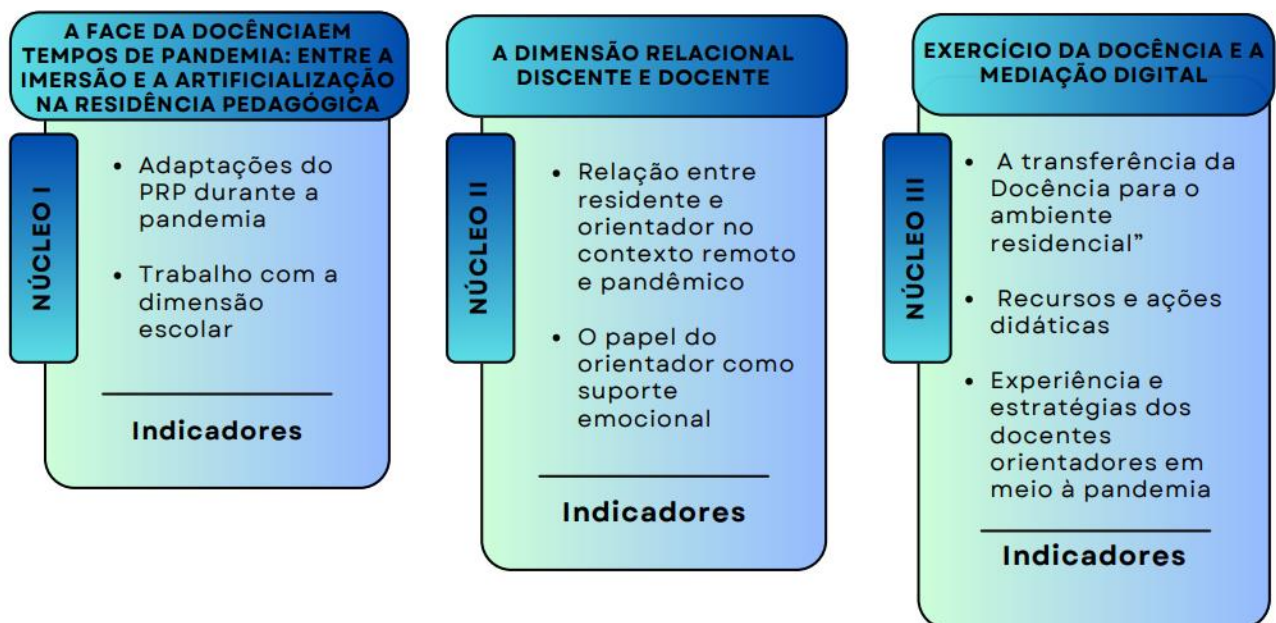 A FACE DA DOCÊNCIAEM
TEMPOS DE PANDEMIA: ENTRE A
IMERSÃO E A ARTIFICIALIZAÇÃO
NA RESIDÊNCIA PEDAGÓGICA
NÚCLEO I
• Adaptações do
PRP durante a
pandemia
• Trabalho com a
dimensão
escolar
Indicadores
A DIMENSÃO RELACIONAL
DISCENTE E DOCENTE
NÚCLEO II
• Relação entre
residente e
orientador no
contexto remoto
e pandêmico
• O papel do
orientador como
suporte
emocional
Indicadores
EXERCÍCIO DA DOCÊNCIA E A
MEDIAÇÃO DIGITAL
NÚCLEO III
• A transferência da
Docência para o
ambiente
residencial”
• Recursos e ações
didáticas
• Experiência e
estratégias dos
docentes
orientadores em
meio à pandemia
Indicadores